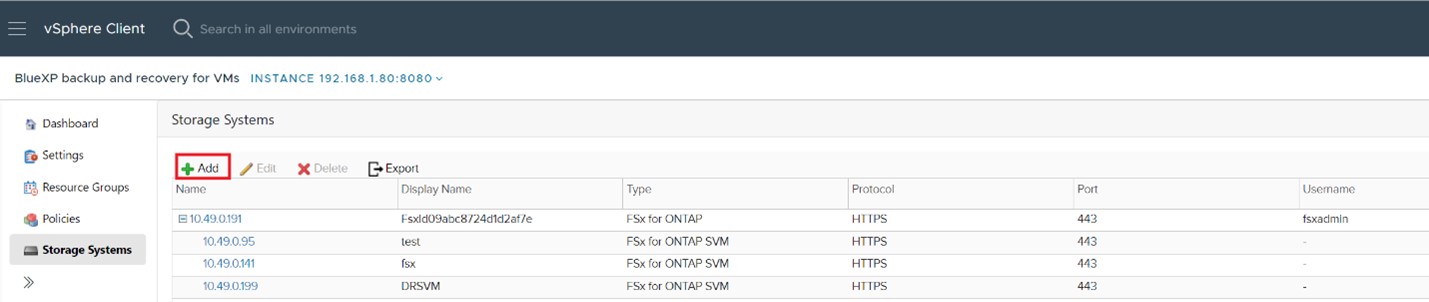 vSphere Client Search in all environments
BlueXP backup and recovery for VMs INSTANCE 192.168.1.80:8080
Dashboard
Settings
Resource Groups
Policies
Storage Systems
Storage Systems
Add Edit Delete Export
Name Display Name Type Protocol Port Username
10.49.0.191 FsxId09abc8724d1d2af7e FSx for ONTAP HTTPS 443 fsxadmin
10.49.0.95 test FSx for ONTAP SVM HTTPS 443 -
10.49.0.141 fsx FSx for ONTAP SVM HTTPS 443 -
10.49.0.199 DRSVM FSx for ONTAP SVM HTTPS 443 -